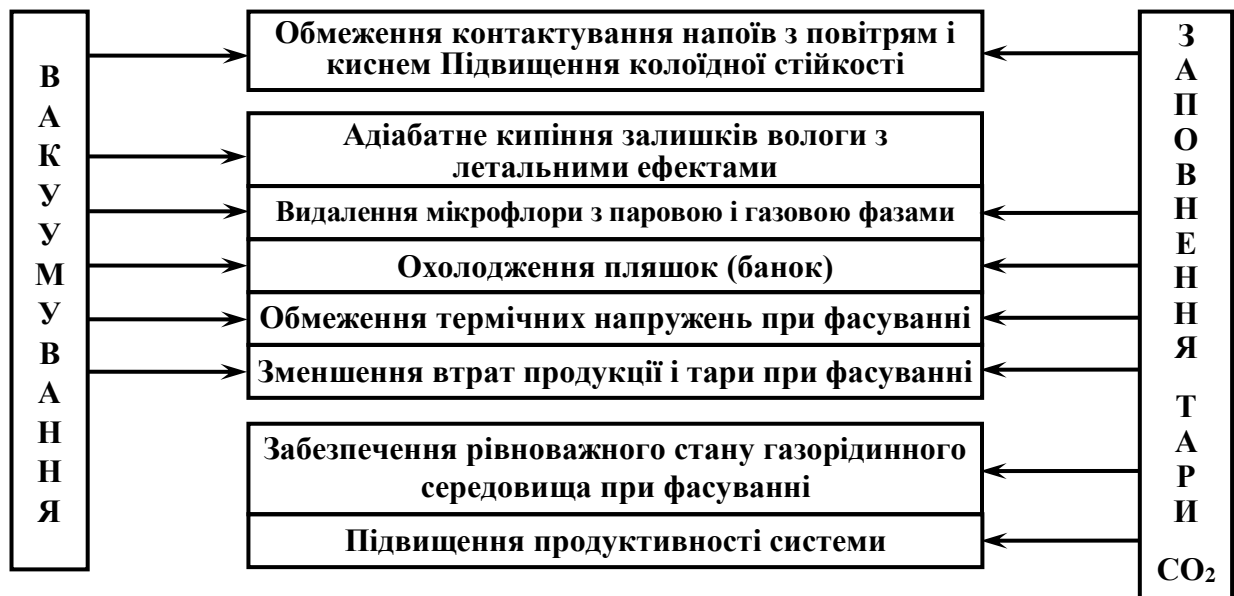 ВАКУУМУВАННЯ
Обмеження контактування напоїв з повітрям і
киснем Підвищення колоїдної стійкості
Адіабатне кипіння залишків вологи з
летальними ефектами
Видалення мікрофлори з паровою і газовою фазами
Охолодження пляшок (банок)
Обмеження термічних напружень при фасуванні
Зменшення втрат продукції і тари при фасуванні
Забезпечення рівноважного стану газорідинного
середовища при фасуванні
Підвищення продуктивності системи
ЗАПОВНЕННЯ ТАРИ CO₂